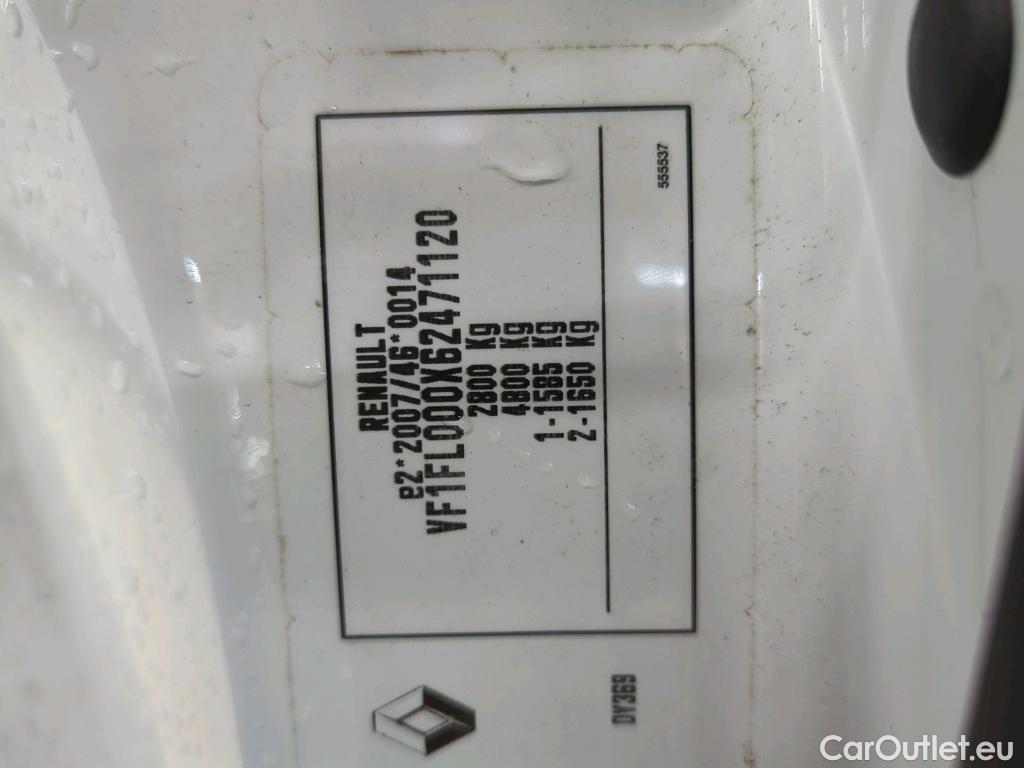 RENAULT
e2*2007/46*0014
VF1FL000X62471120
2800 Kg
4800 Kg
1-1585 Kg
2-1650 Kg
555537
DV369
CarOutlet.eu